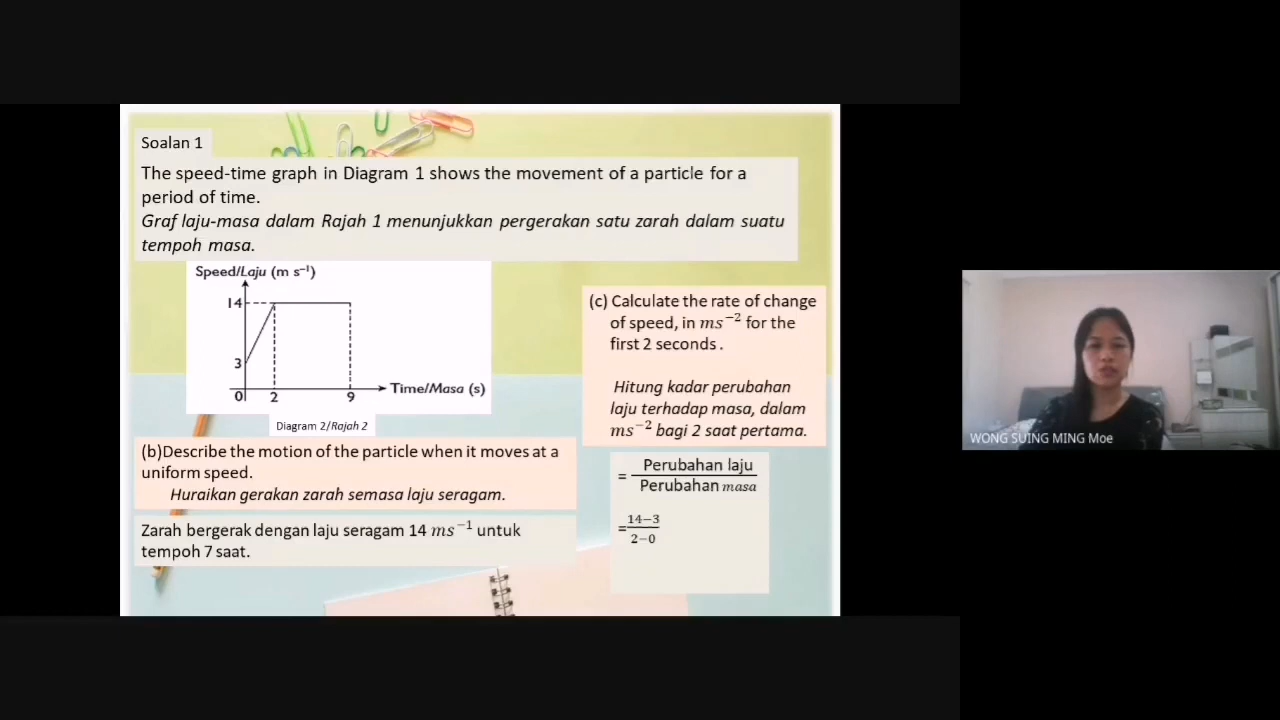 Soalan 1
The speed-time graph in Diagram 1 shows the movement of a particle for a
period of time.
Graf laju-masa dalam Rajah 1 menunjukkan pergerakan satu zarah dalam suatu
tempoh masa.
Speed/Laju (m s⁻¹)
14
3
0 2 9
Time/Masa (s)
Diagram 2/Rajah 2
(b)Describe the motion of the particle when it moves at a
uniform speed.
Huraikan gerakan zarah semasa laju seragam.
Zarah bergerak dengan laju seragam 14 ms⁻¹ untuk
tempoh 7 saat.
(c) Calculate the rate of change
of speed, in ms⁻² for the
first 2 seconds .
Hitung kadar perubahan
laju terhadap masa, dalam
ms⁻² bagi 2 saat pertama.
= Perubahan laju
Perubahan masa
= 14−3
2−0
WONG SUING MING Moe